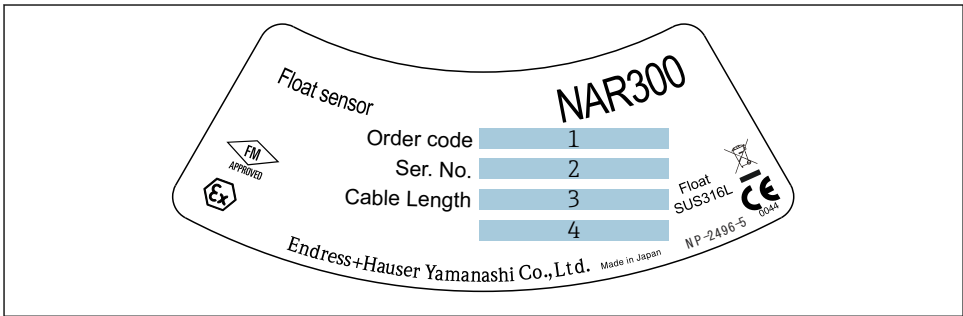 Float sensor
NAR300
Order code 1
Ser. No. 2
Cable Length 3
4
FM
APPROVED
Ex
Float
SUS316L
CE
0044
NP-2496-5
Endress+Hauser Yamanashi Co.,Ltd.
Made in Japan